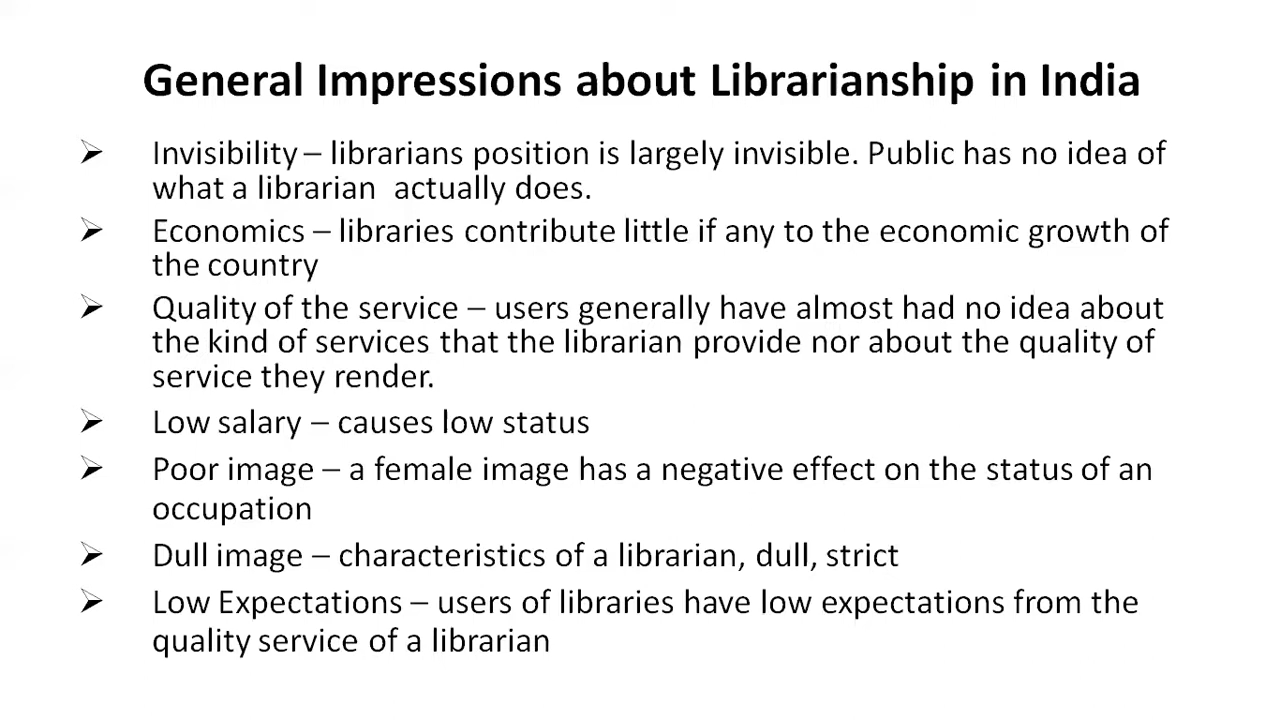 General Impressions about Librarianship in India
➢ Invisibility – librarians position is largely invisible. Public has no idea of
what a librarian actually does.
➢ Economics – libraries contribute little if any to the economic growth of
the country
➢ Quality of the service – users generally have almost had no idea about
the kind of services that the librarian provide nor about the quality of
service they render.
➢ Low salary – causes low status
➢ Poor image – a female image has a negative effect on the status of an
occupation
➢ Dull image – characteristics of a librarian, dull, strict
➢ Low Expectations – users of libraries have low expectations from the
quality service of a librarian